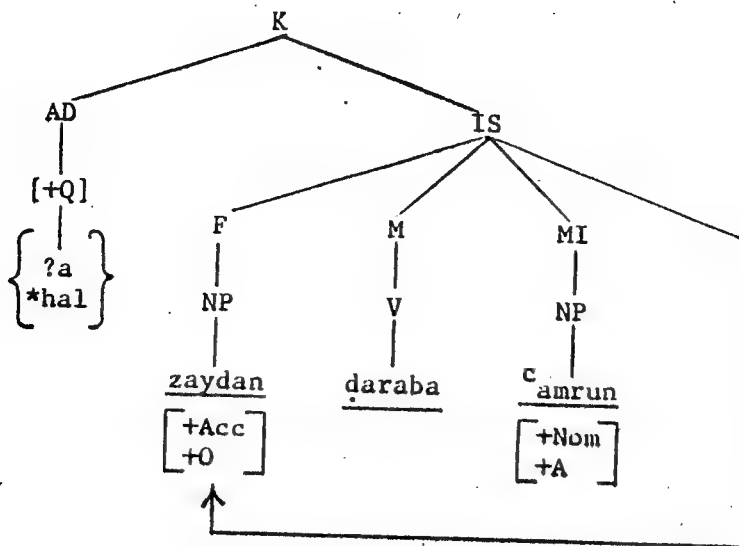 K
AD IS
[+Q]
F M MI
?a
*hal
NP V NP
zaydan ḍaraba ᶜamrun
+Acc +Nom
+O +A